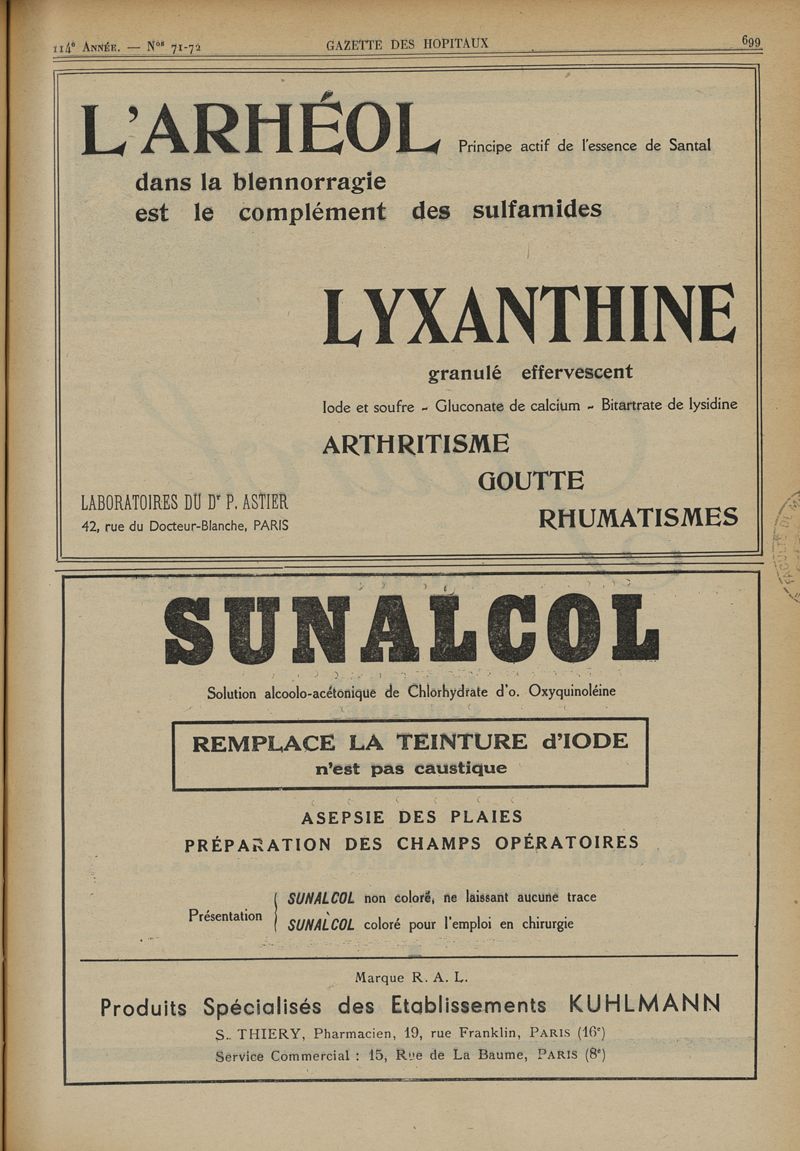 114e ANNÉE. — Nos 71-72
GAZETTE DES HOPITAUX
699
L'ARHÉOL Principe actif de l'essence de Santal
dans la blennorragie
est le complément des sulfamides
LYXANTHINE
granulé effervescent
Iode et soufre - Gluconate de calcium - Bitartrate de lysidine
ARTHRITISME
GOUTTE
RHUMATISMES
LABORATOIRES DU Dr P. ASTIER
42, rue du Docteur-Blanche, PARIS
SUNALCOL
Solution alcoolo-acétonique de Chlorhydrate d'o. Oxyquinoléine
REMPLACE LA TEINTURE d'IODE
n'est pas caustique
ASEPSIE DES PLAIES
PRÉPARATION DES CHAMPS OPÉRATOIRES
Présentation
SUNALCOL non coloré, ne laissant aucune trace
SUNALCOL coloré pour l'emploi en chirurgie
Marque R. A. L.
Produits Spécialisés des Etablissements KUHLMANN
S. THIERY, Pharmacien, 19, rue Franklin, PARIS (16e)
Service Commercial : 15, Rue de La Baume, PARIS (8e)